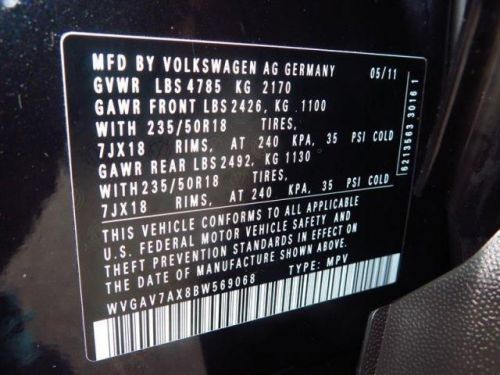 MFD BY VOLKSWAGEN AG GERMANY 05/11
GVWR LBS 4785 KG 2170
GAWR FRONT LBS 2426, KG 1100
WITH 235/50R18 TIRES,
7JX18 RIMS, AT 240 KPA, 35 PSI COLD
GAWR REAR LBS 2492, KG 1130
WITH 235/50R18 TIRES,
7JX18 RIMS, AT 240 KPA, 35 PSI COLD
THIS VEHICLE CONFORMS TO ALL APPLICABLE
U.S. FEDERAL MOTOR VEHICLE SAFETY AND
THEFT PREVENTION STANDARDS IN EFFECT ON
THE DATE OF MANUFACTURE SHOWN ABOVE.
WVGAV7AX8BW569068 TYPE: MPV
6213563 3016 1